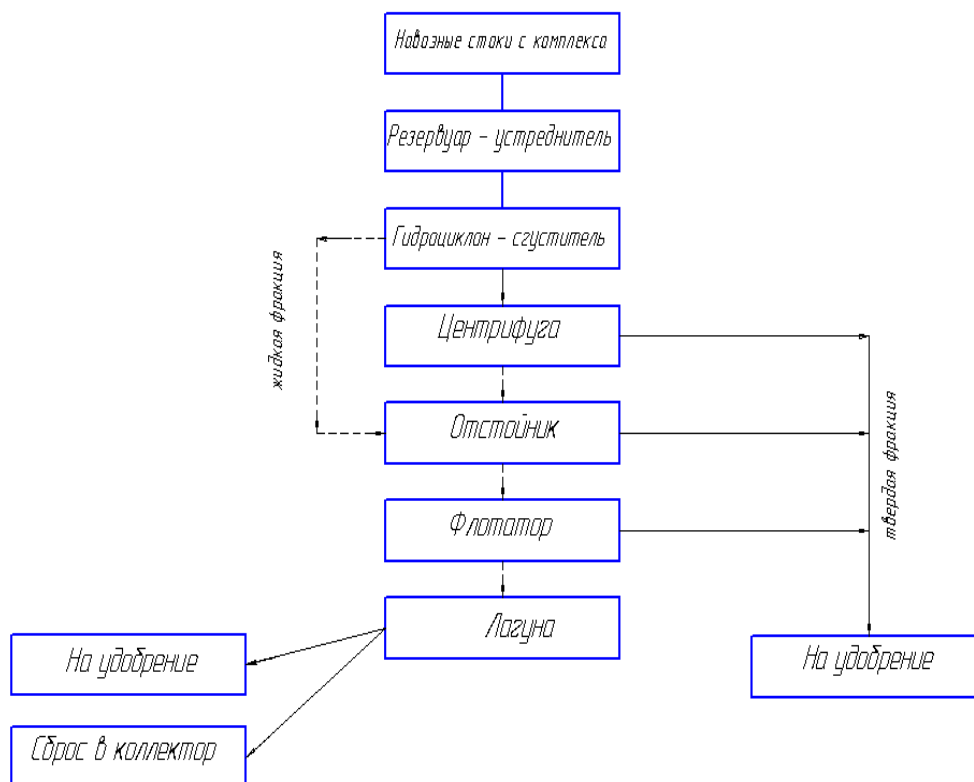 Навозные стоки с комплекса
Резервуар – устреднитель
Гидроциклон – сгуститель
жидкая фракция
Центрифуга
Отстойник
Флотатор
твердая фракция
Лагуна
На удобрение
На удобрение
Сброс в коллектор